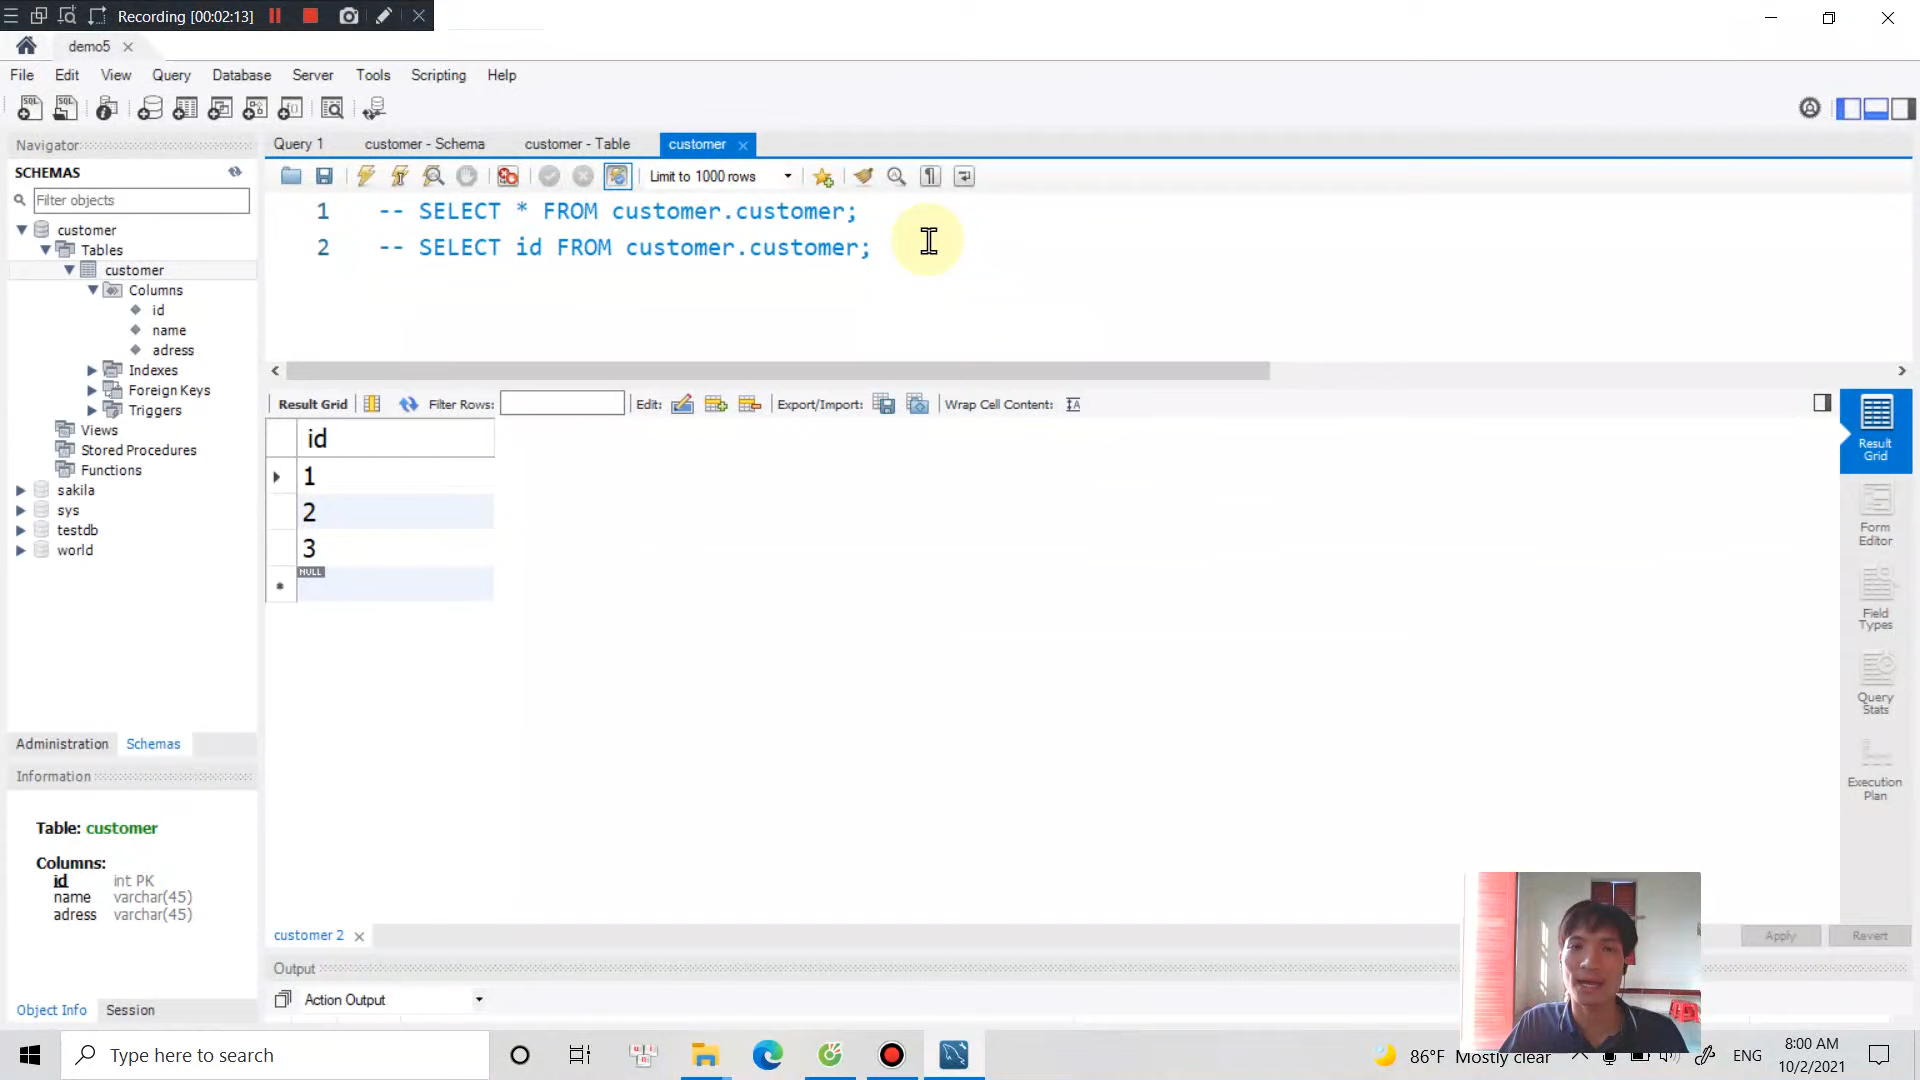 Recording [00:02:13]
demo5
File Edit View Query Database Server Tools Scripting Help
Navigator
SCHEMAS
Filter objects
customer
Tables
customer
Columns
id
name
adress
Indexes
Foreign Keys
Triggers
Views
Stored Procedures
Functions
sakila
sys
testdb
world
Administration Schemas
Information
Table: customer
Columns:
id int PK
name varchar(45)
adress varchar(45)
Object Info Session
Query 1 customer - Schema customer - Table customer
Limit to 1000 rows
1 -- SELECT * FROM customer.customer;
2 -- SELECT id FROM customer.customer;
Result Grid Filter Rows: Edit: Export/Import: Wrap Cell Content:
id
1
2
3
NULL
Result Grid
Form Editor
Field Types
Query Stats
Execution Plan
customer 2
Apply Revert
Output
Action Output
Type here to search
86°F Mostly clear
ENG
8:00 AM
10/2/2021